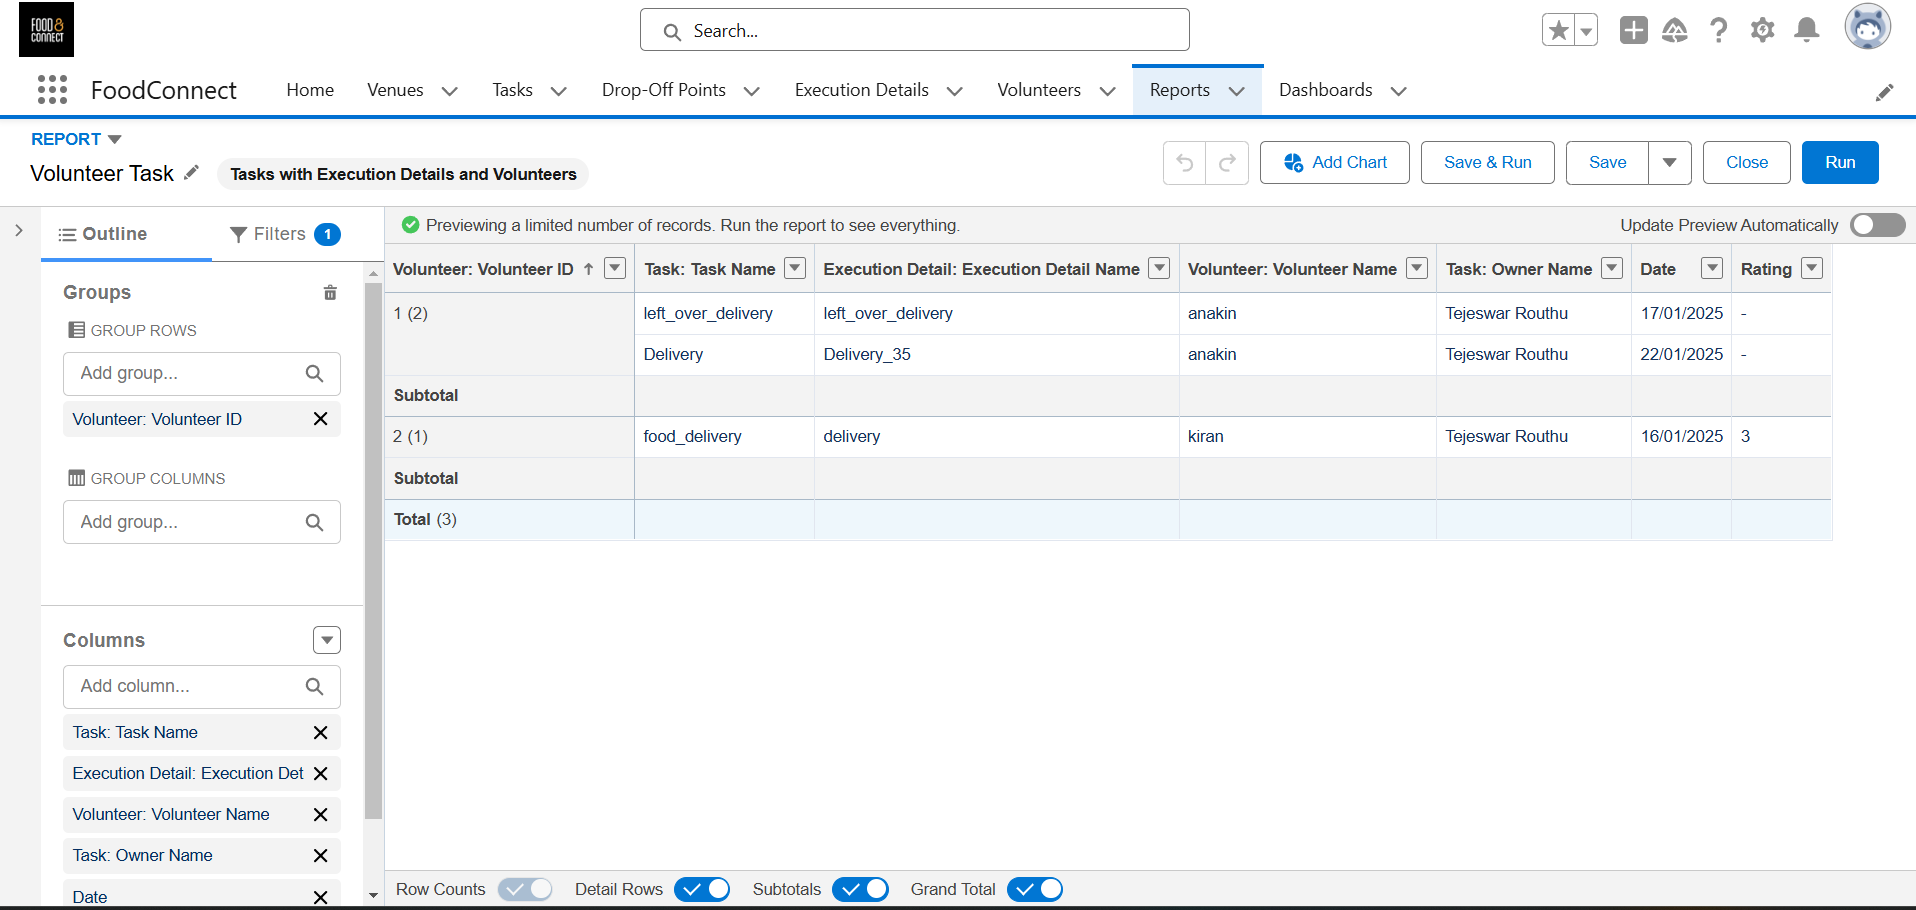 FOOD &
CONNECT
Search...
FoodConnect
Home
Venues
Tasks
Drop-Off Points
Execution Details
Volunteers
Reports
Dashboards
REPORT
Volunteer Task
Tasks with Execution Details and Volunteers
Add Chart
Save & Run
Save
Close
Run
Outline
Filters 1
Previewing a limited number of records. Run the report to see everything.
Update Preview Automatically
Groups
GROUP ROWS
Add group...
Volunteer: Volunteer ID
GROUP COLUMNS
Add group...
Columns
Add column...
Task: Task Name
Execution Detail: Execution Det
Volunteer: Volunteer Name
Task: Owner Name
Date
Volunteer: Volunteer ID ↑ Task: Task Name Execution Detail: Execution Detail Name Volunteer: Volunteer Name Task: Owner Name Date Rating
1 (2) left_over_delivery left_over_delivery anakin Tejeswar Routhu 17/01/2025 -
Delivery Delivery_35 anakin Tejeswar Routhu 22/01/2025 -
Subtotal
2 (1) food_delivery delivery kiran Tejeswar Routhu 16/01/2025 3
Subtotal
Total (3)
Row Counts
Detail Rows
Subtotals
Grand Total